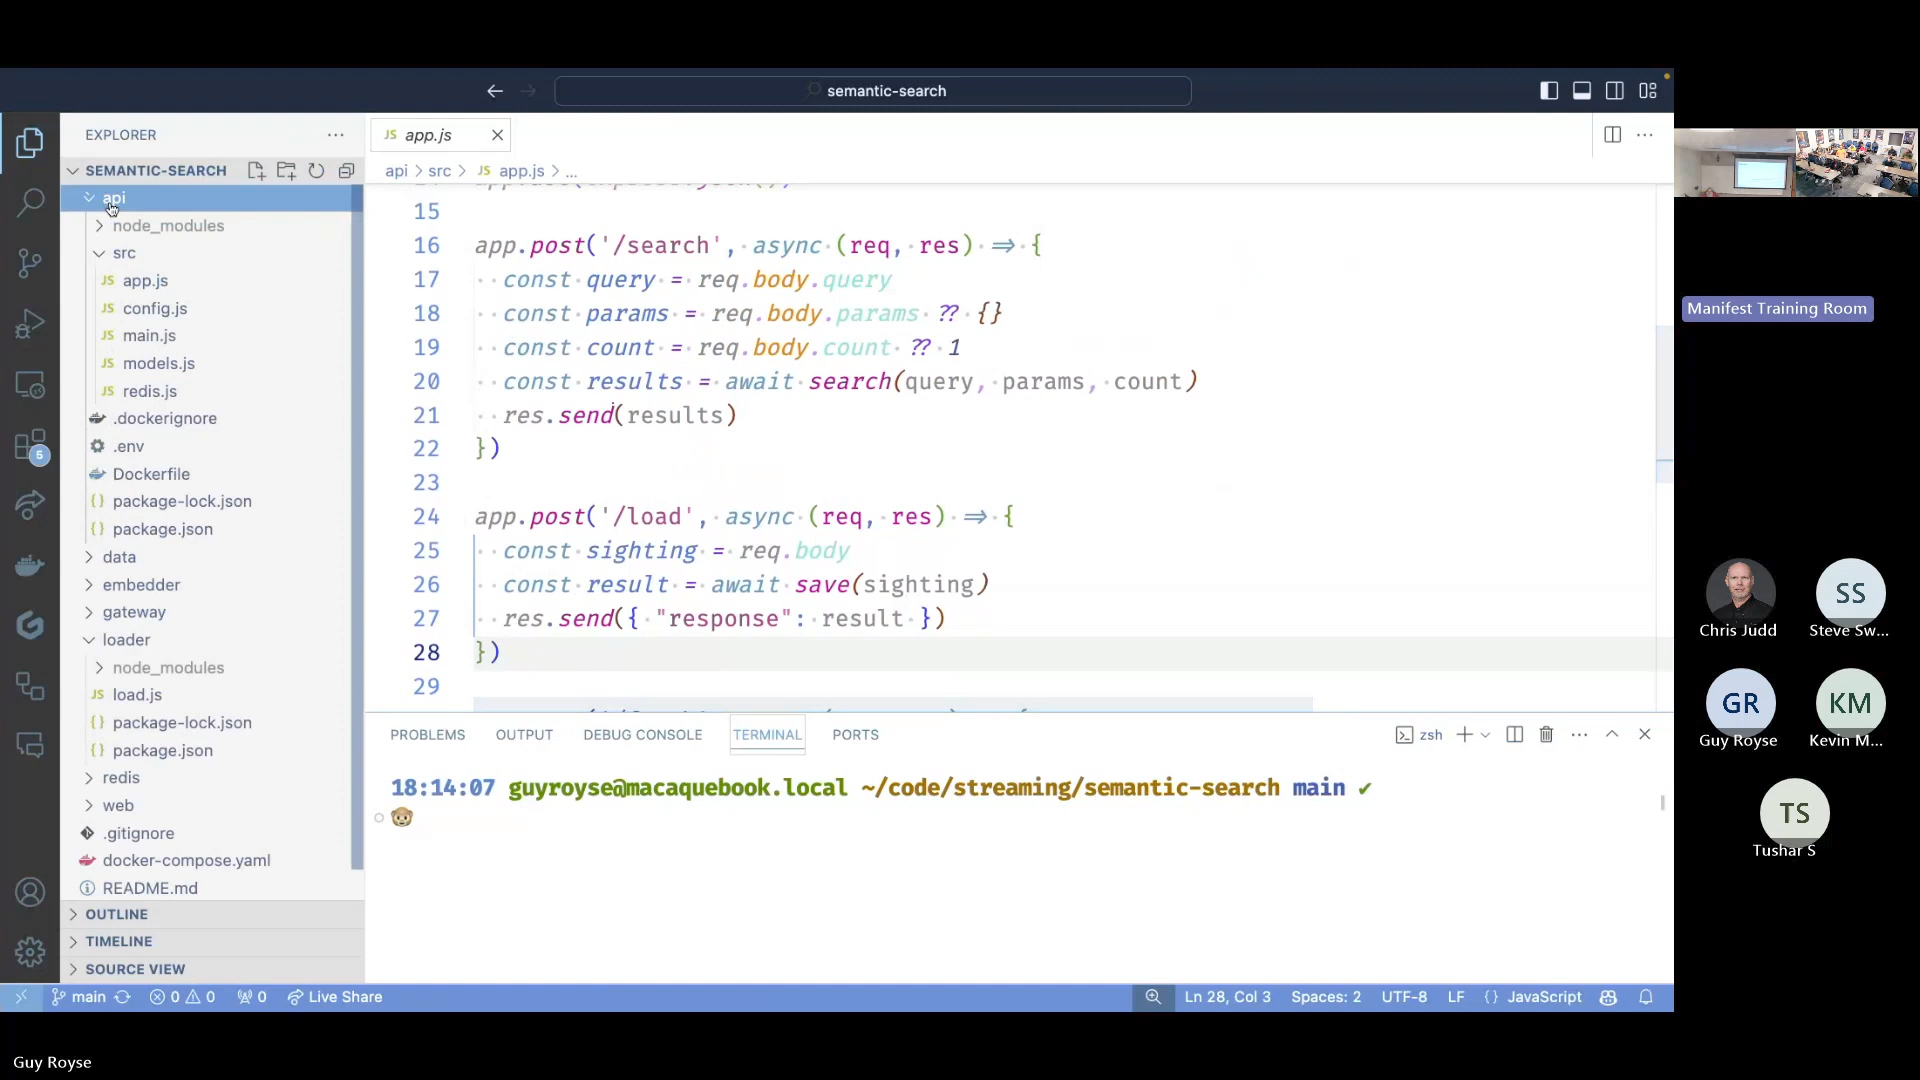 semantic-search
EXPLORER
SEMANTIC-SEARCH
api
node_modules
src
JS app.js
JS config.js
JS main.js
JS models.js
JS redis.js
.dockerignore
.env
Dockerfile
{} package-lock.json
{} package.json
data
embedder
gateway
loader
node_modules
JS load.js
{} package-lock.json
{} package.json
redis
web
.gitignore
docker-compose.yaml
README.md
OUTLINE
TIMELINE
SOURCE VIEW
5
JS app.js
api > src > JS app.js > ...
15
16 app.post('/search', async (req, res) ⇒ {
17 const query = req.body.query
18 const params = req.body.params ?? {}
19 const count = req.body.count ?? 1
20 const results = await search(query, params, count)
21 res.send(results)
22 })
23
24 app.post('/load', async (req, res) ⇒ {
25 const sighting = req.body
26 const result = await save(sighting)
27 res.send({ "response": result })
28 })
29
PROBLEMS OUTPUT DEBUG CONSOLE TERMINAL PORTS
zsh
18:14:07 guyroyse@macaquebook.local ~/code/streaming/semantic-search main ✔
main 0 0 0 Live Share
Ln 28, Col 3 Spaces: 2 UTF-8 LF {} JavaScript
Guy Royse
Manifest Training Room
Chris Judd
SS
Steve Sw...
GR
Guy Royse
KM
Kevin M...
TS
Tushar S